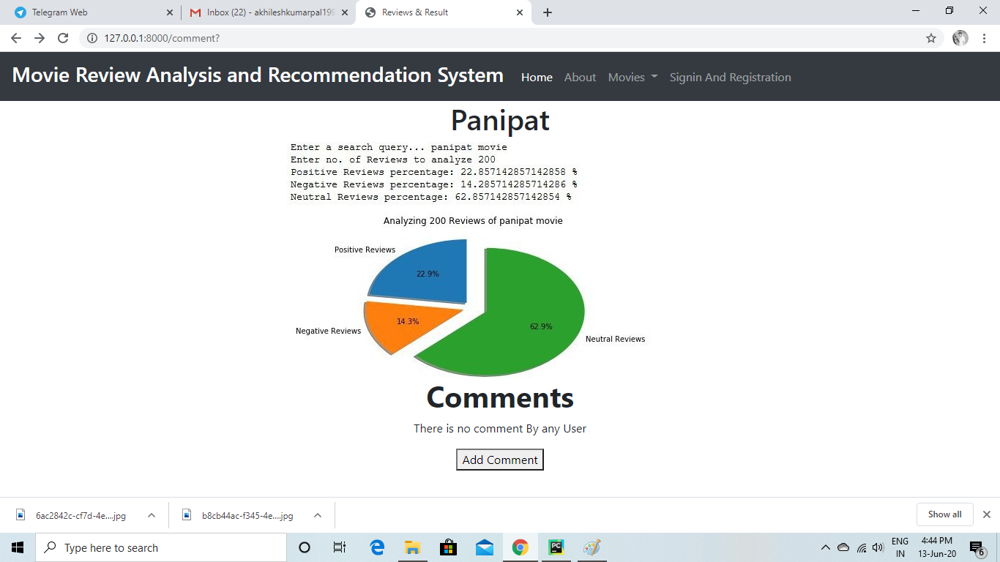 Telegram Web
Inbox (22) - akhileshkumarpal199
Reviews & Result
127.0.0.1:8000/comment?
Movie Review Analysis and Recommendation System Home About Movies Signin And Registration
Panipat
Enter a search query... panipat movie
Enter no. of Reviews to analyze 200
Positive Reviews percentage: 22.857142857142858 %
Negative Reviews percentage: 14.285714285714286 %
Neutral Reviews percentage: 62.857142857142854 %
Analyzing 200 Reviews of panipat movie
Positive Reviews
22.9%
14.3%
Negative Reviews
62.9%
Neutral Reviews
Comments
There is no comment By any User
Add Comment
6ac2842c-cf7d-4e....jpg
b8cb44ac-f345-4e....jpg
Show all
Type here to search
PC
ENG
IN
4:44 PM
13-Jun-20
6